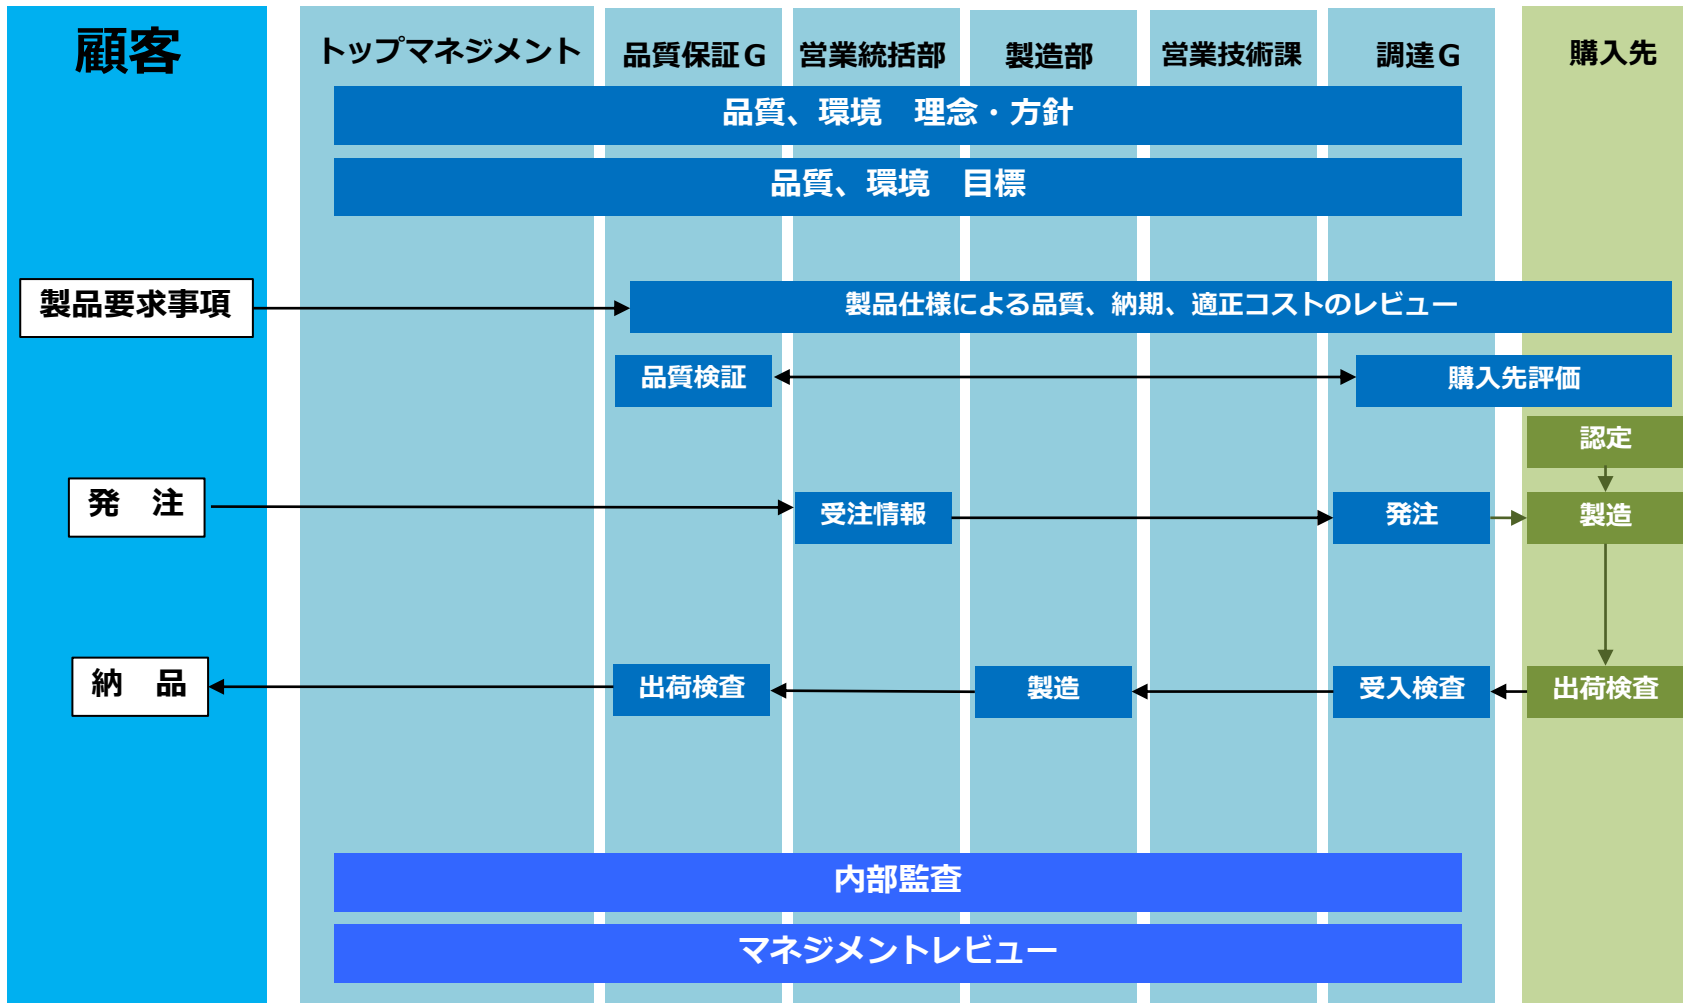 顧客
トップマネジメント
品質保証G
営業統括部
製造部
営業技術課
調達G
購入先
品質、環境　理念・方針
品質、環境　目標
製品要求事項
製品仕様による品質、納期、適正コストのレビュー
品質検証
購入先評価
認定
発　注
受注情報
発注
製造
納　品
出荷検査
製造
受入検査
出荷検査
内部監査
マネジメントレビュー